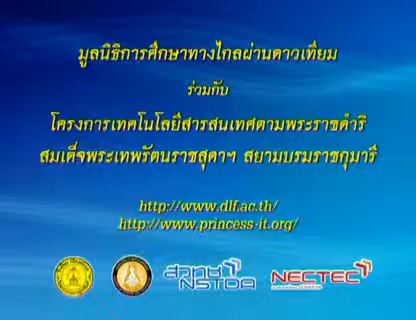 มูลนิธิการศึกษาทางไกลผ่านดาวเทียม
ร่วมกับ
โครงการเทคโนโลยีสารสนเทศตามพระราชดำริ
สมเด็จพระเทพรัตนราชสุดาฯ สยามบรมราชกุมารี
http://www.dlf.ac.th/
http://www.princess-it.org/
สวทช
NSTDA
NECTEC